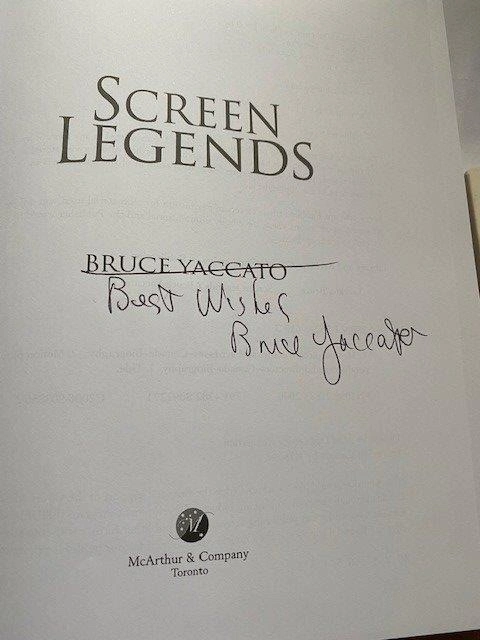 SCREEN
LEGENDS
BRUCE YACCATO
Best Wishes
Bruce Yaccato
M
McArthur & Company
Toronto